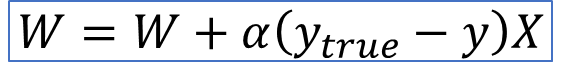 W = W + α(y_true − y)X